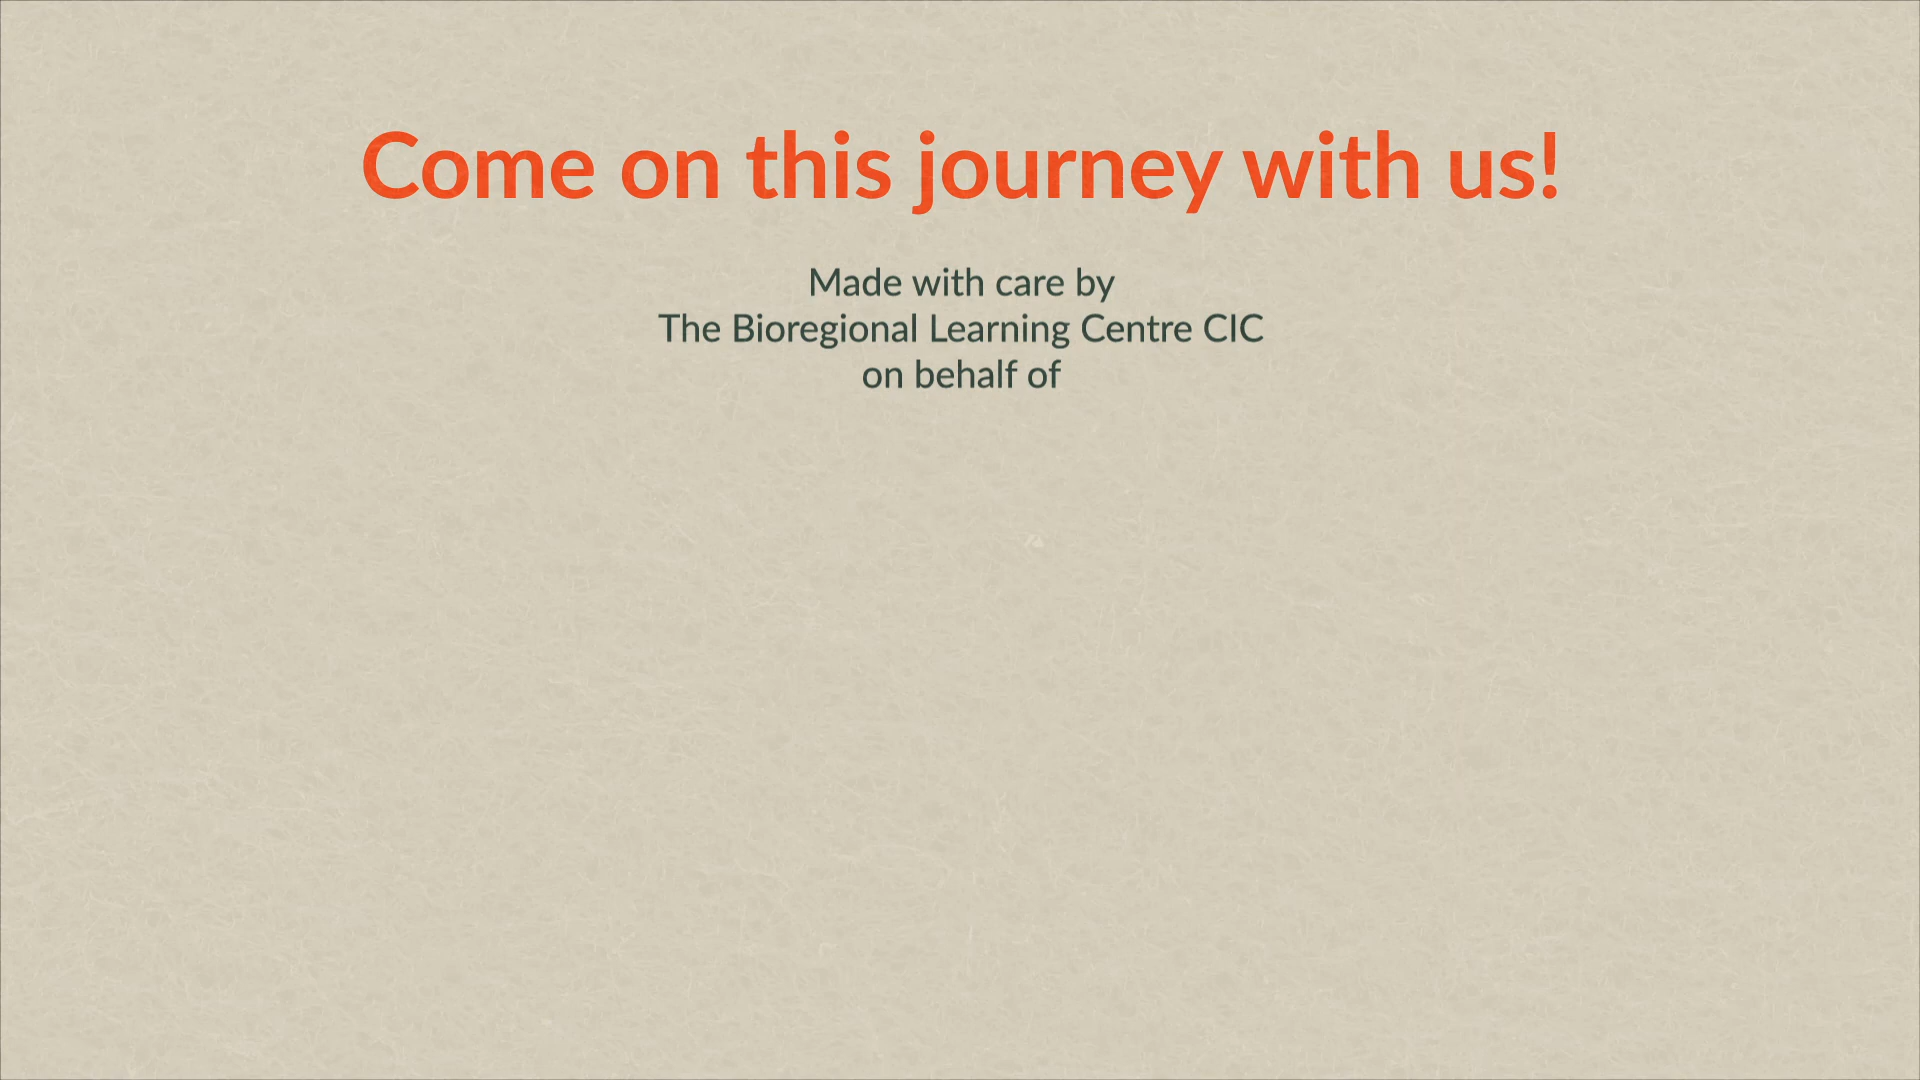 Come on this journey with us!
Made with care by
The Bioregional Learning Centre CIC
on behalf of